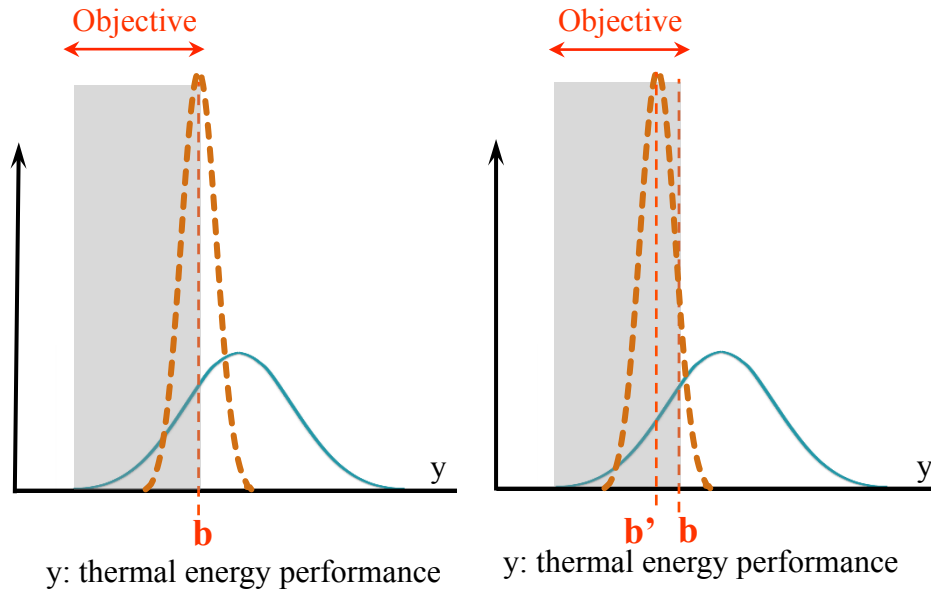 Objective
y
b
y: thermal energy performance
Objective
y
b’ b
y: thermal energy performance